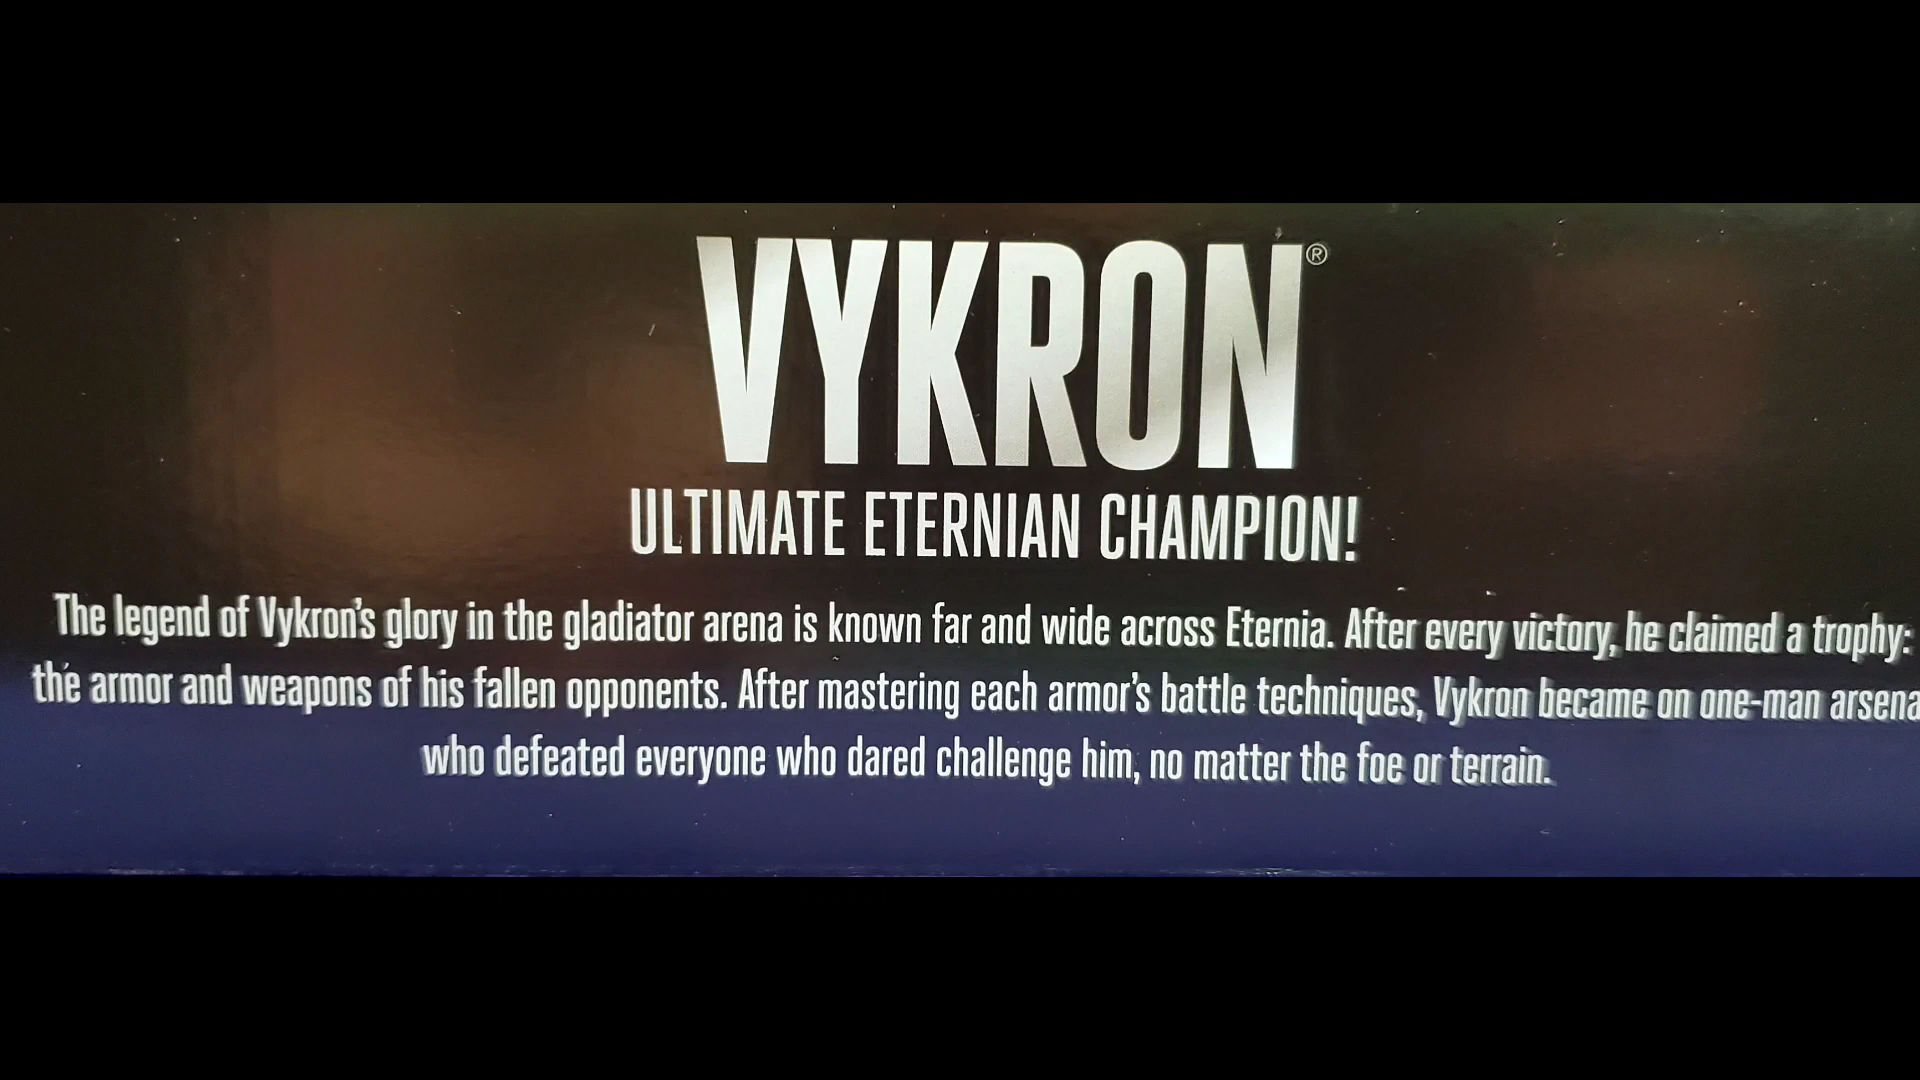 VYKRON®
ULTIMATE ETERNIAN CHAMPION!
The legend of Vykron's glory in the gladiator arena is known far and wide across Eternia. After every victory, he claimed a trophy:
the armor and weapons of his fallen opponents. After mastering each armor's battle techniques, Vykron became on one-man arsena
who defeated everyone who dared challenge him, no matter the foe or terrain.